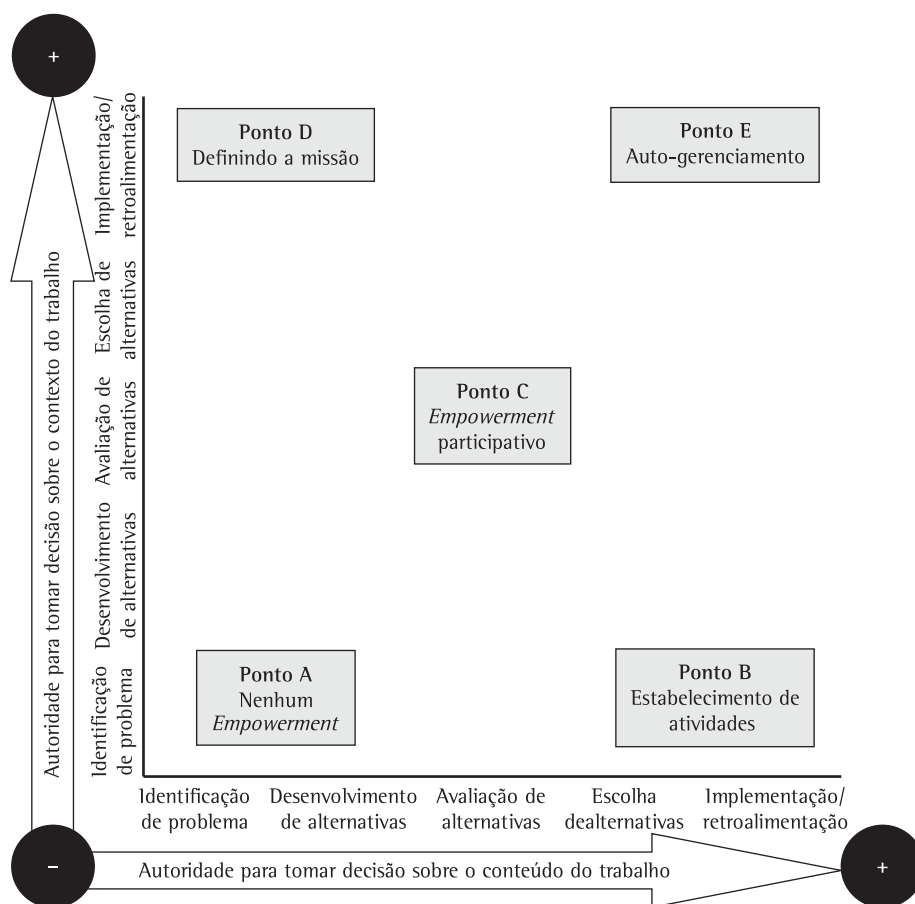 +
Autoridade para tomar decisão sobre o contexto do trabalho
Implementação/
retroalimentação
Escolha de
alternativas
Avaliação de
alternativas
Desenvolvimento
de alternativas
Identificação
de problema
Ponto D
Definindo a missão
Ponto E
Auto-gerenciamento
Ponto C
Empowerment
participativo
Ponto A
Nenhum
Empowerment
Ponto B
Estabelecimento de
atividades
Identificação
de problema
Desenvolvimento
de alternativas
Avaliação de
alternativas
Escolha
dealternativas
Implementação/
retroalimentação
–
Autoridade para tomar decisão sobre o conteúdo do trabalho
+